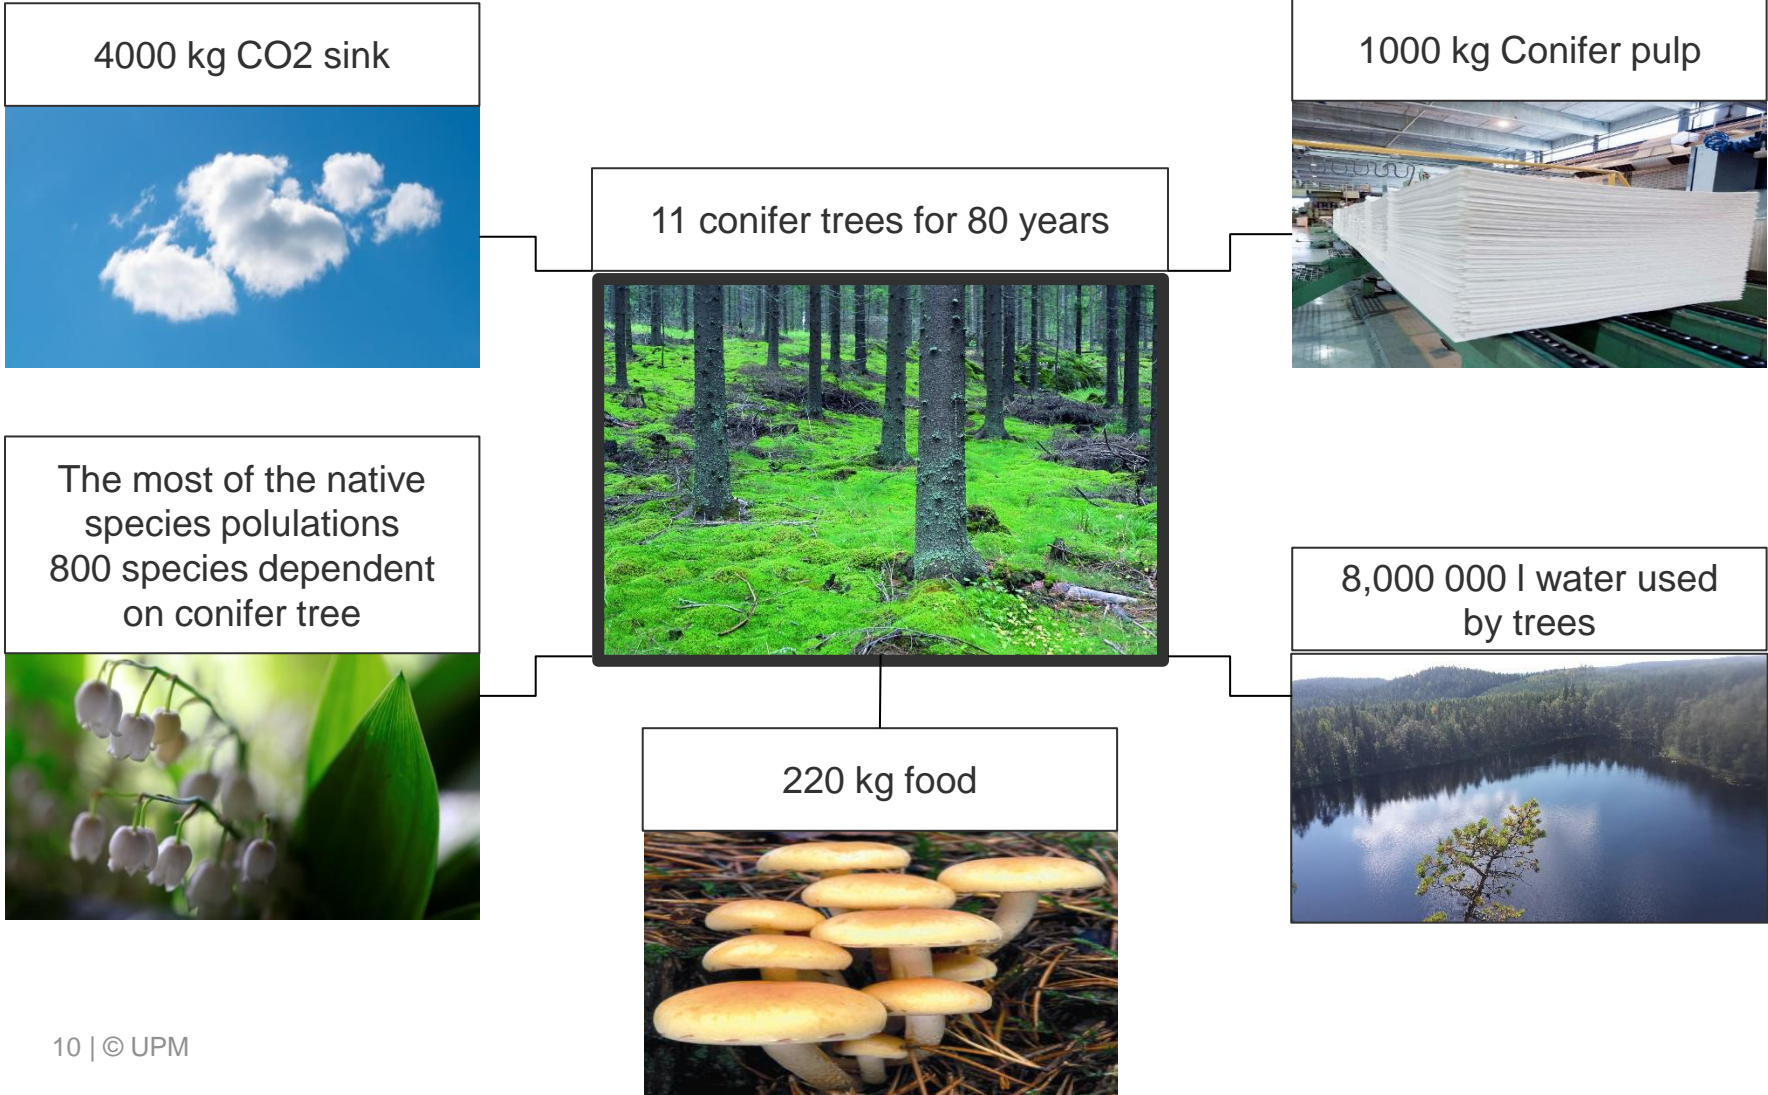 4000 kg CO2 sink
1000 kg Conifer pulp
11 conifer trees for 80 years
The most of the native
species polulations
800 species dependent
on conifer tree
8,000 000 l water used
by trees
220 kg food
10 | © UPM